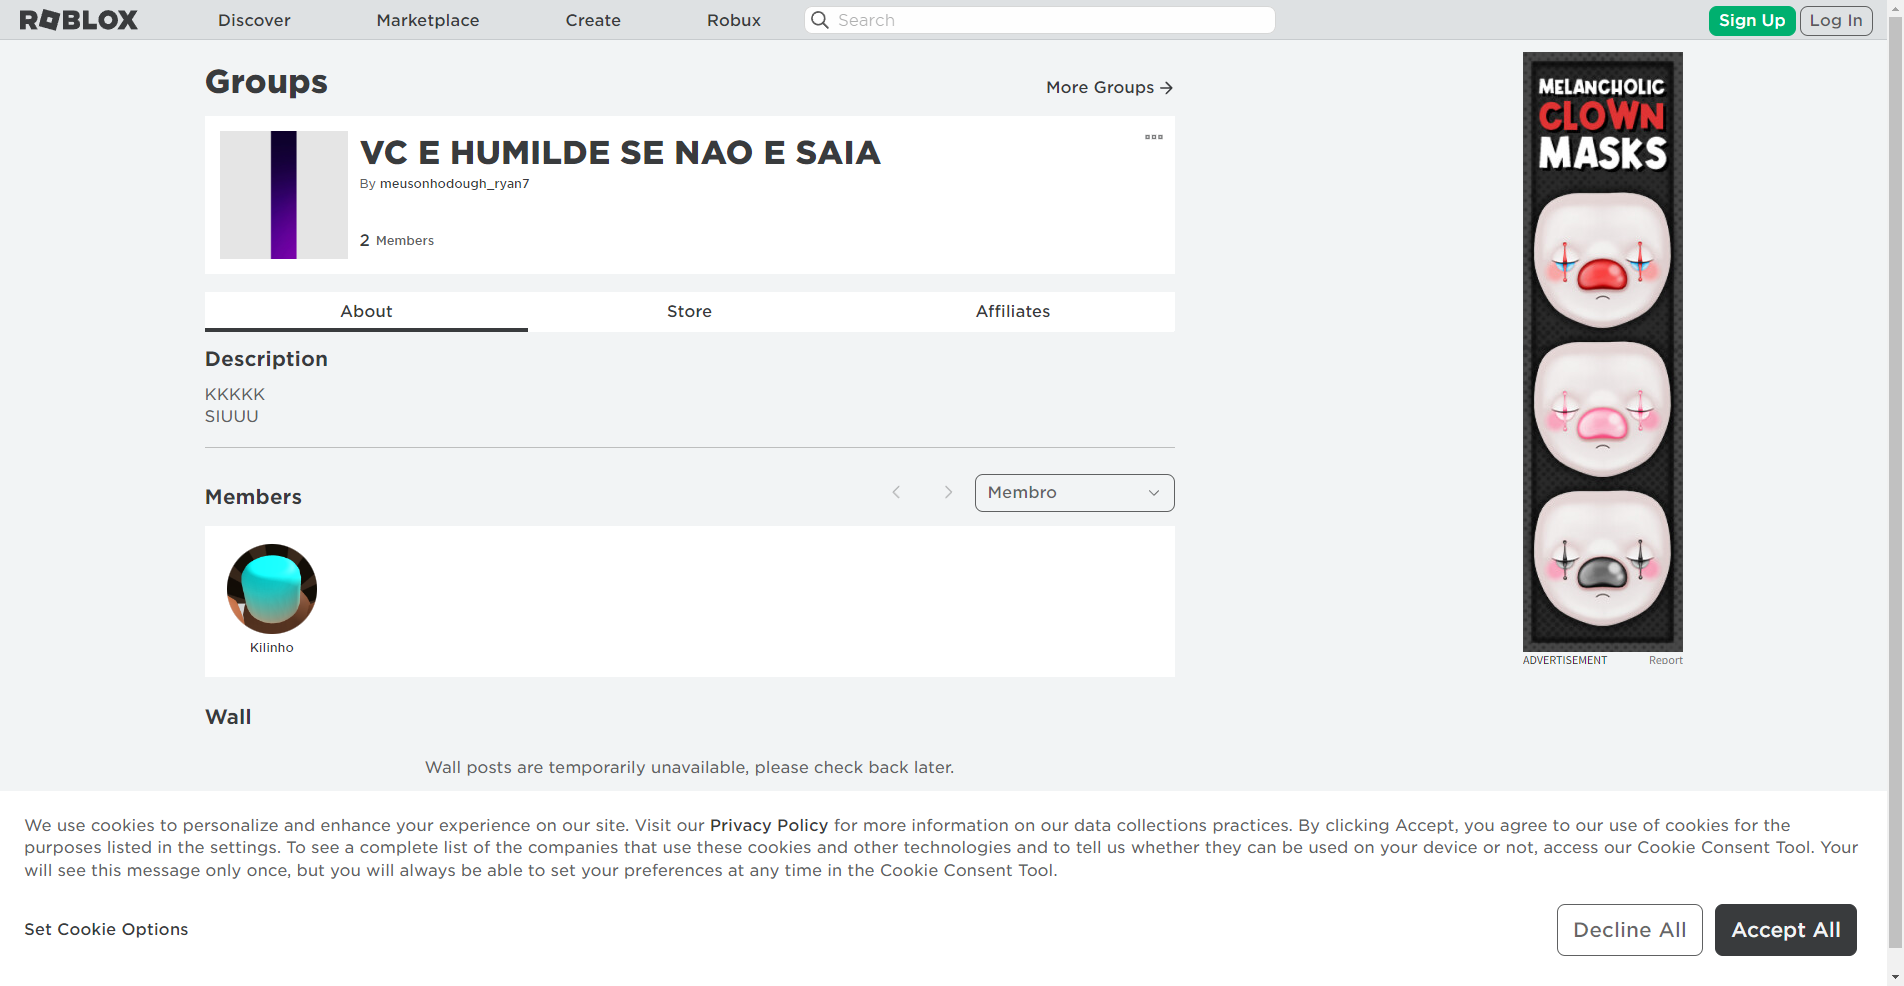 ROBLOX
Discover
Marketplace
Create
Robux
Search
Sign Up
Log In
Groups
More Groups
VC E HUMILDE SE NAO E SAIA
By meusonhodough_ryan7
2 Members
About
Store
Affiliates
Description
KKKKK
SIUUU
Members
Membro
Kilinho
Wall
Wall posts are temporarily unavailable, please check back later.
MELANCHOLIC
CLOWN
MASKS
ADVERTISEMENT
Report
We use cookies to personalize and enhance your experience on our site. Visit our Privacy Policy for more information on our data collections practices. By clicking Accept, you agree to our use of cookies for the
purposes listed in the settings. To see a complete list of the companies that use these cookies and other technologies and to tell us whether they can be used on your device or not, access our Cookie Consent Tool. Your
will see this message only once, but you will always be able to set your preferences at any time in the Cookie Consent Tool.
Set Cookie Options
Decline All
Accept All